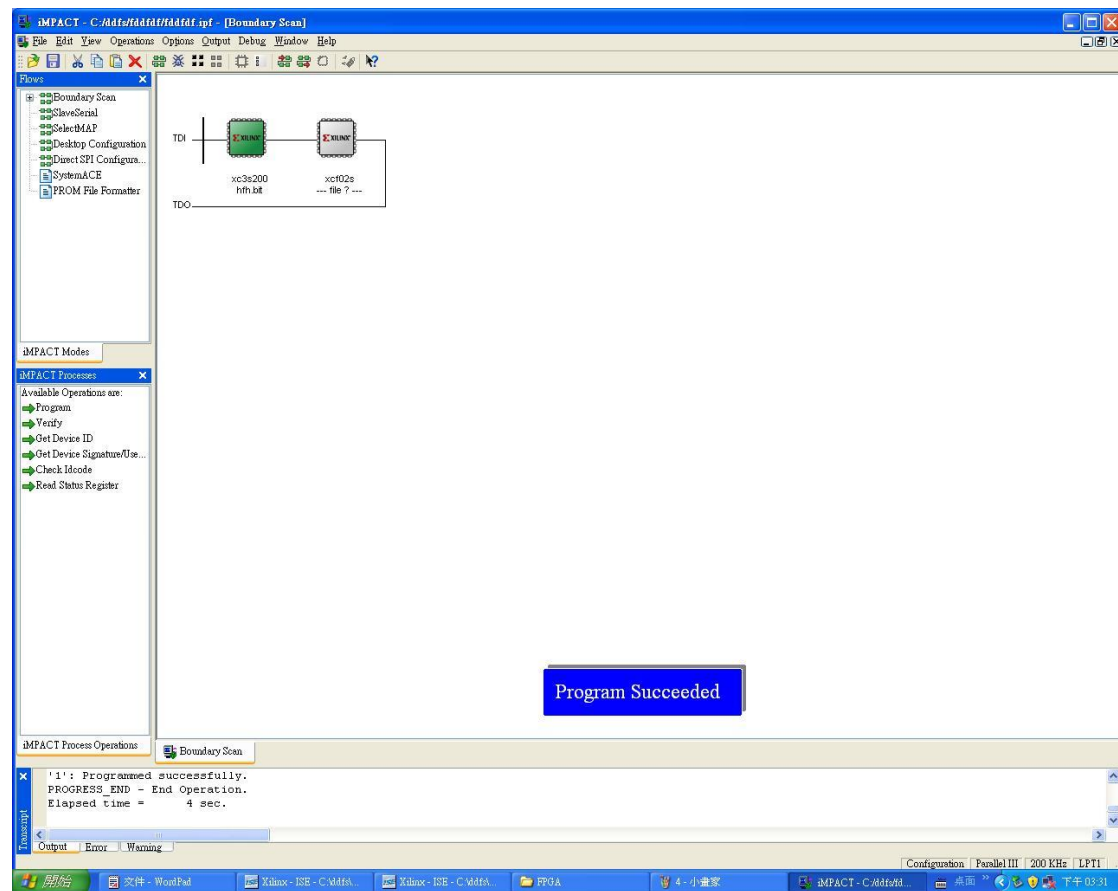 iMPACT - C:/ddfs/fddfdf/fddfdf.ipf - [Boundary Scan]
File Edit View Operations Options Output Debug Window Help
Flows
Boundary Scan
SlaveSerial
SelectMAP
Desktop Configuration
Direct SPI Configura...
SystemACE
PROM File Formatter
iMPACT Modes
TDI
XILINX
XILINX
xc3s200
hfh.bit
xcf02s
--- file ? ---
TDO
iMPACT Processes
Available Operations are:
Program
Verify
Get Device ID
Get Device Signature/Use...
Check Idcode
Read Status Register
Program Succeeded
iMPACT Process Operations
Boundary Scan
'1': Programmed successfully.
PROGRESS_END - End Operation.
Elapsed time = 4 sec.
Transcript
Output Error Warning
Configuration Parallel III 200 KHz LPT1
開始
文件 - WordPad
Xilinx - ISE - C:\ddfs\...
Xilinx - ISE - C:\ddfs\...
FPGA
4 - 小畫家
iMPACT - C:/ddfs/fd...
桌面
下午 03:31